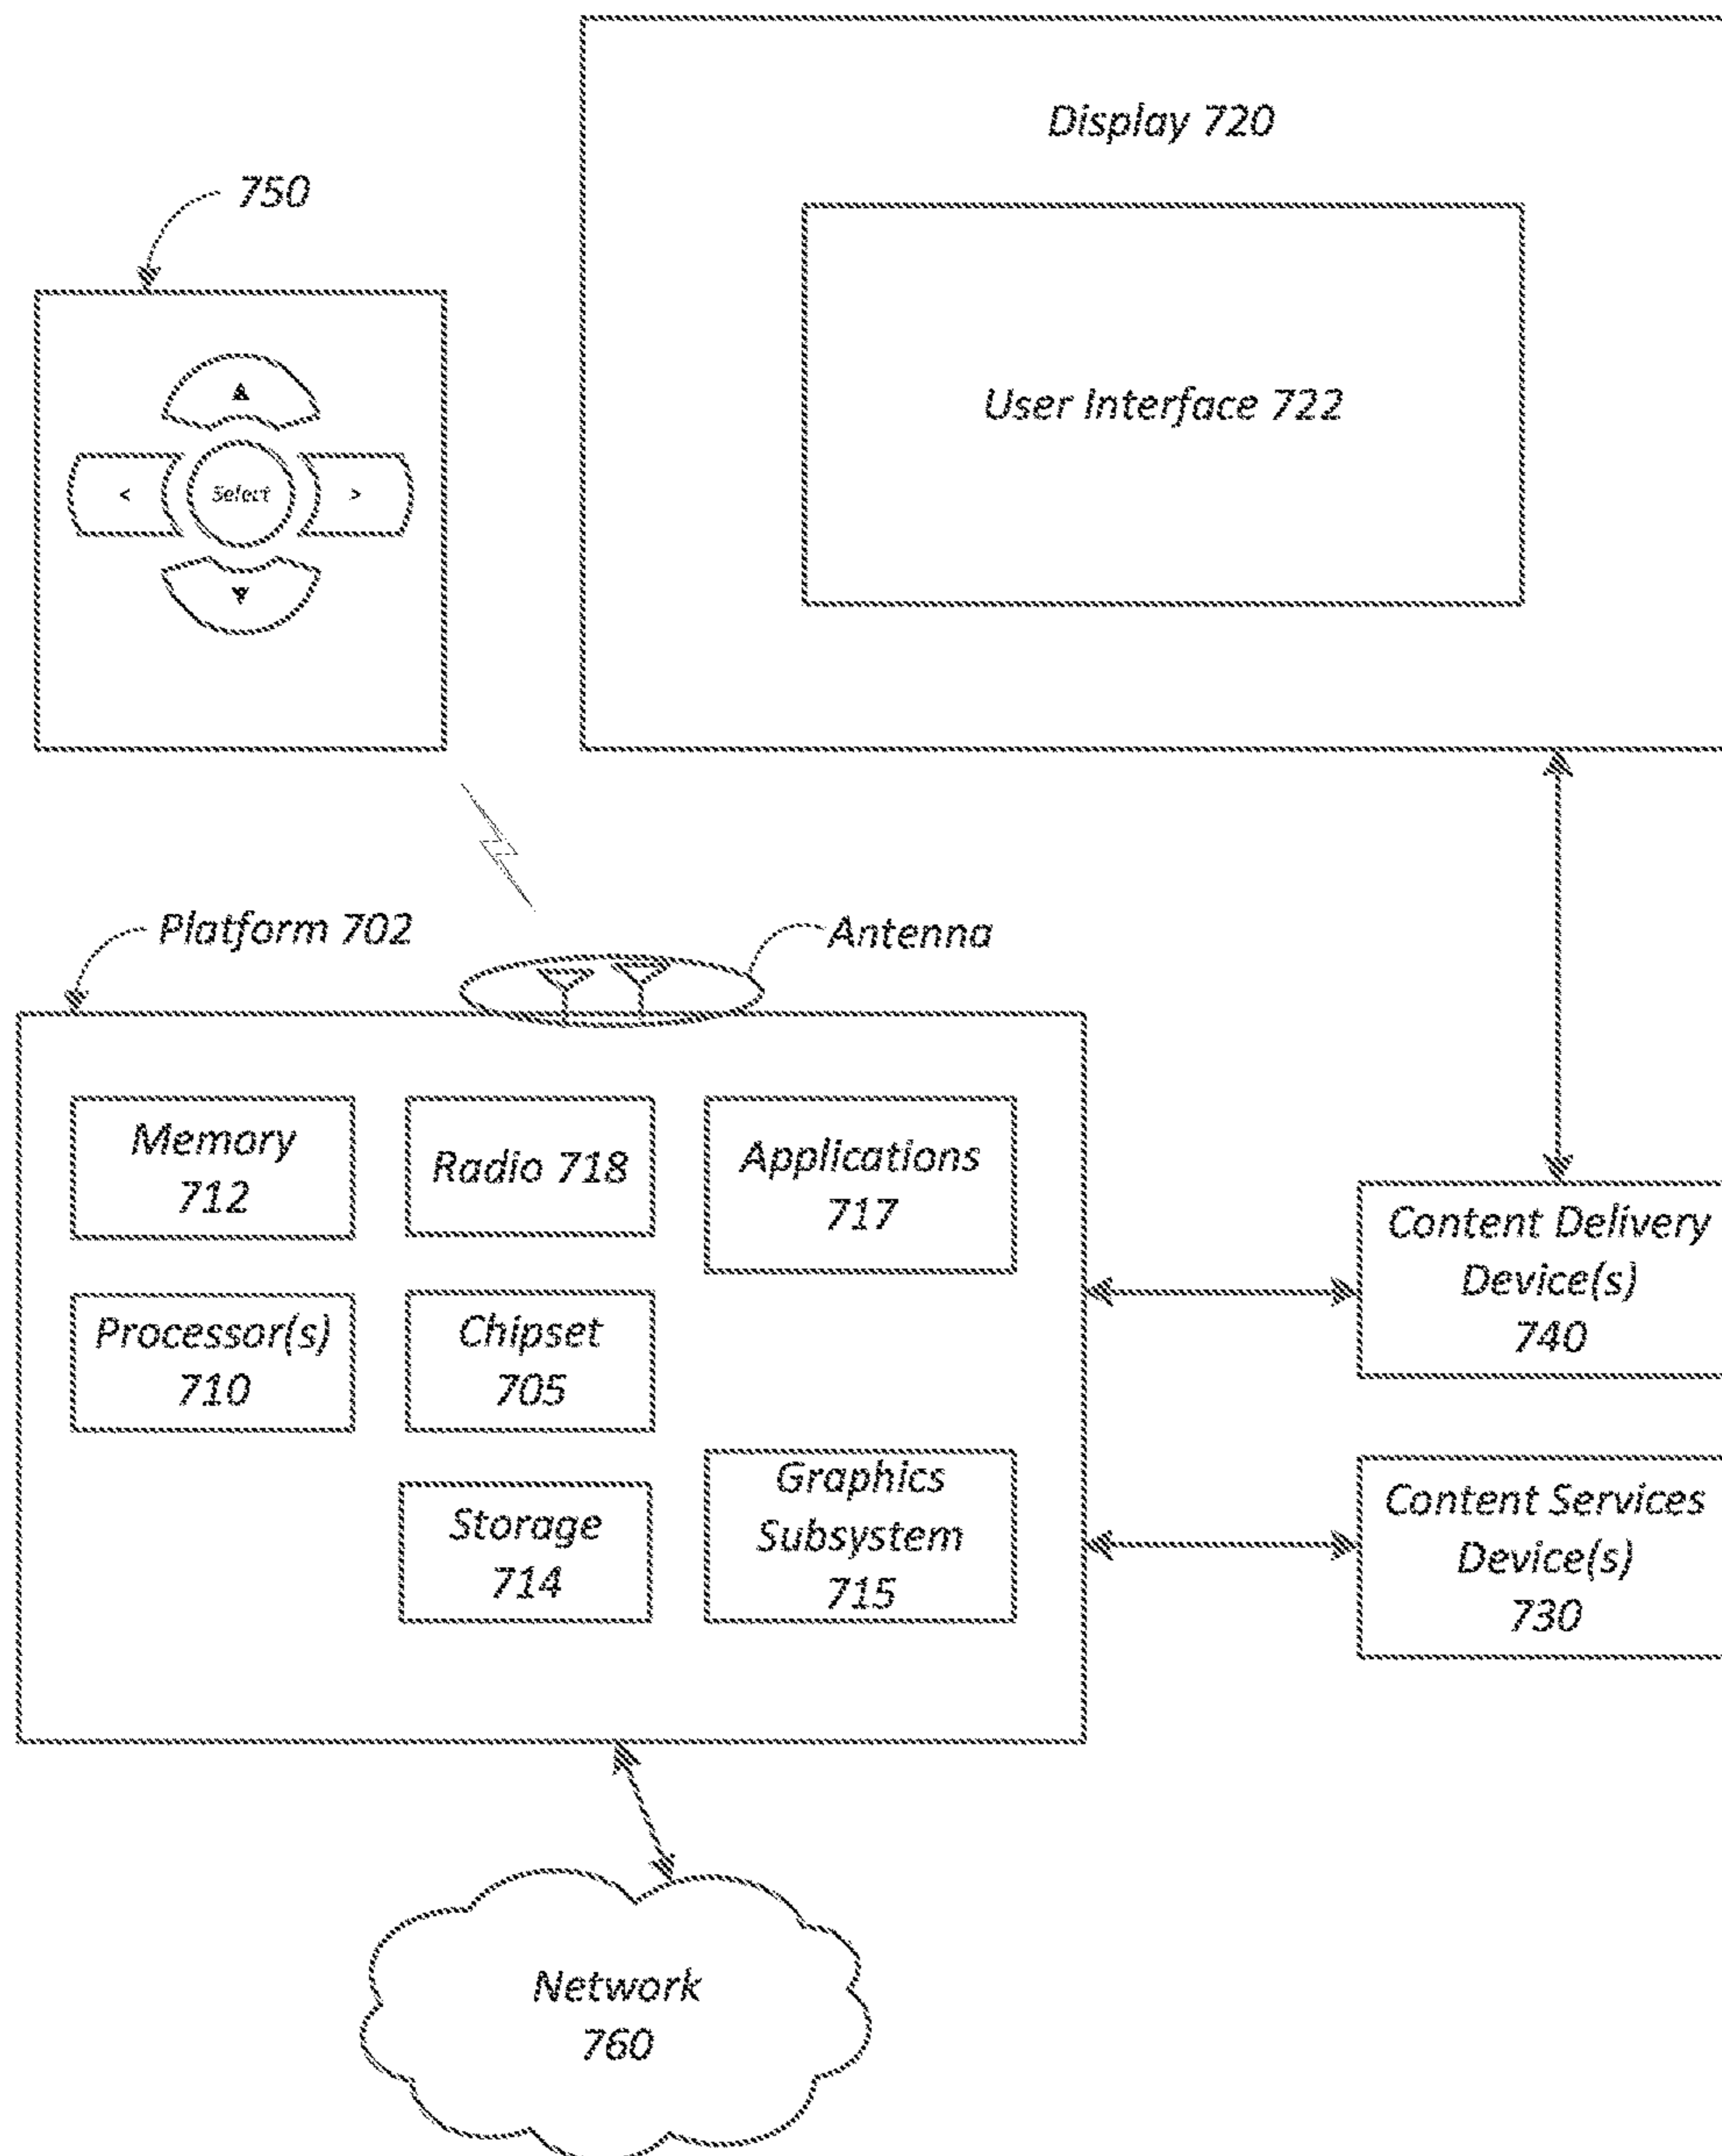 Display 720
750
User Interface 722
▲
<
Select
>
▼
Platform 702
Antenna
Memory
712
Radio 718
Applications
717
Processor(s)
710
Chipset
705
Storage
714
Graphics
Subsystem
715
Content Delivery
Device(s)
740
Content Services
Device(s)
730
Network
760